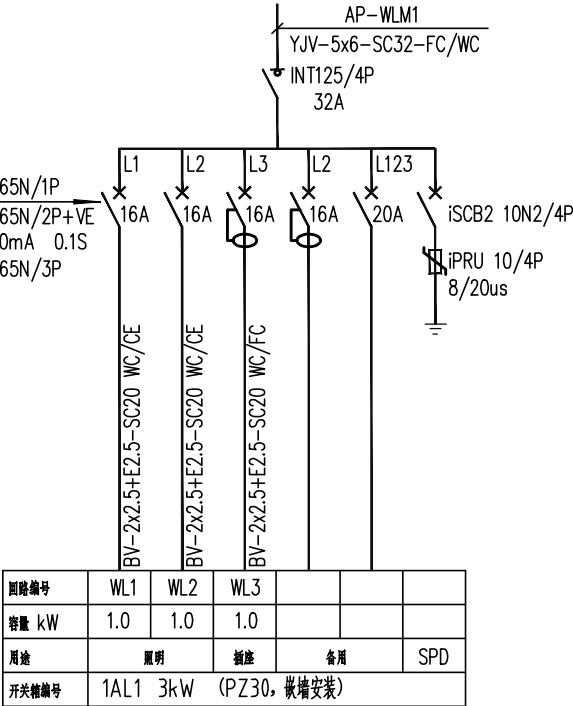 AP-WLM1
YJV-5x6-SC32-FC/WC
INT125/4P
32A
L1 L2 L3 L2 L123
65N/1P
65N/2P+VE
0mA 0.1S
65N/3P
16A 16A 16A 16A 20A
iSCB2 10N2/4P
iPRU 10/4P
8/20us
BV-2x2.5+E2.5-SC20 WC/CE
BV-2x2.5+E2.5-SC20 WC/CE
BV-2x2.5+E2.5-SC20 WC/FC
回路编号 WL1 WL2 WL3
容量 kW 1.0 1.0 1.0
用途 照明 插座 备用 SPD
开关箱编号 1AL1 3kW (PZ30, 嵌墙安装)